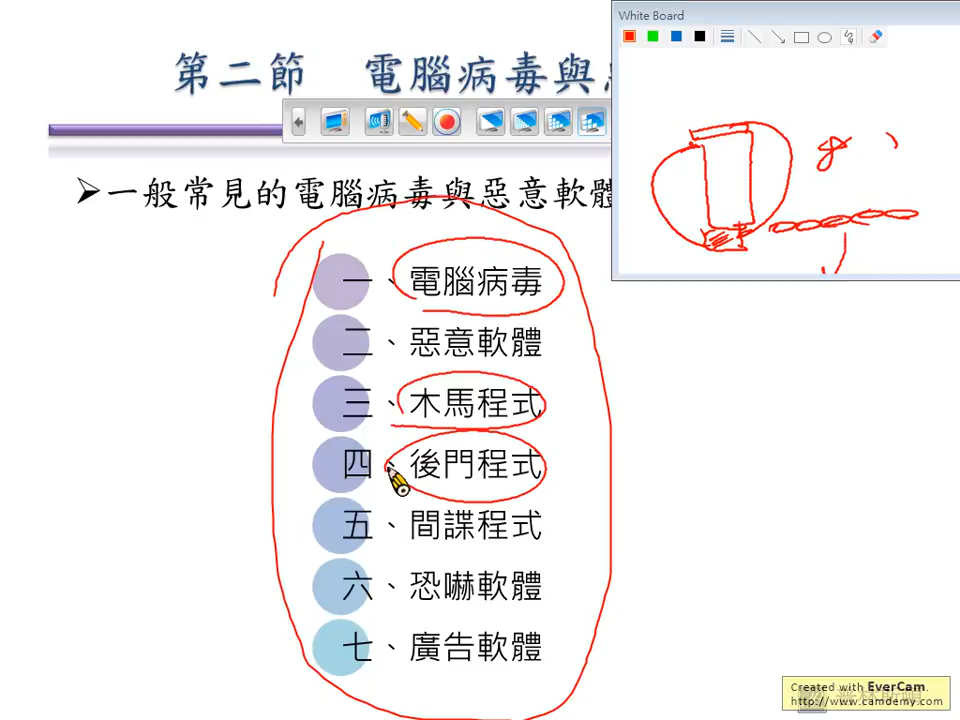 White Board
第二節 電腦病毒與
➢一般常見的電腦病毒與惡意軟體
一、電腦病毒
二、惡意軟體
三、木馬程式
四、後門程式
五、間諜程式
六、恐嚇軟體
七、廣告軟體
Created with EverCam.
http://www.camdemy.com